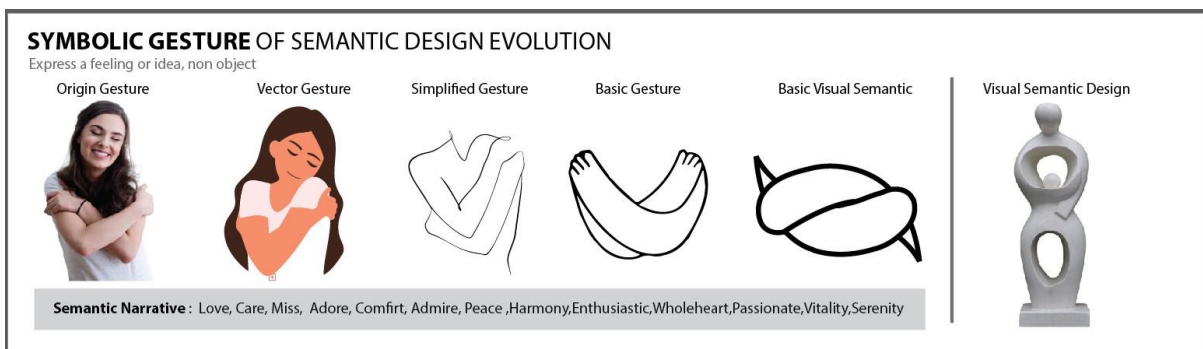 SYMBOLIC GESTURE OF SEMANTIC DESIGN EVOLUTION
Express a feeling or idea, non object
Origin Gesture
Vector Gesture
Simplified Gesture
Basic Gesture
Basic Visual Semantic
Visual Semantic Design
Semantic Narrative : Love, Care, Miss, Adore, Comfirt, Admire, Peace ,Harmony,Enthusiastic,Wholeheart,Passionate,Vitality,Serenity